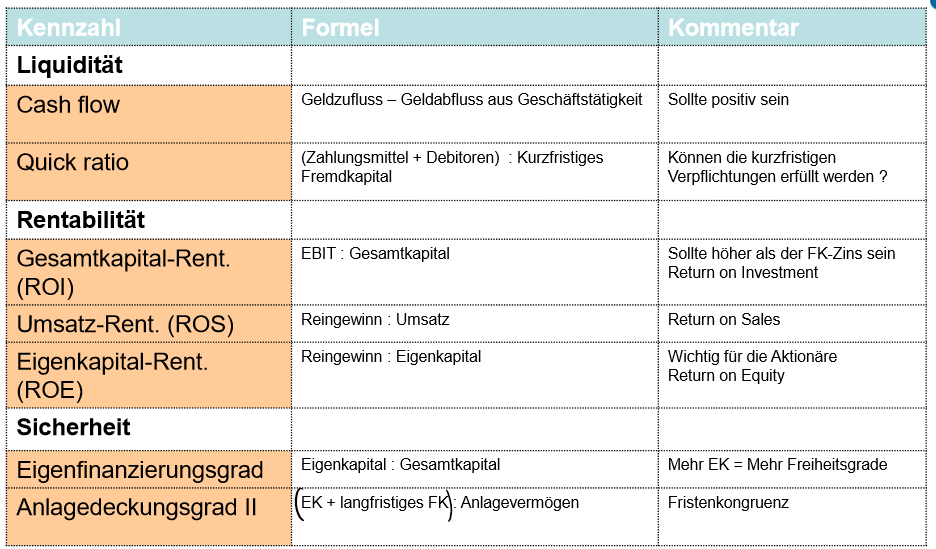 Kennzahl Formel Kommentar
Liquidität
Cash flow Geldzufluss – Geldabfluss aus Geschäftstätigkeit Sollte positiv sein
Quick ratio (Zahlungsmittel + Debitoren) : Kurzfristiges Können die kurzfristigen
Fremdkapital Verpflichtungen erfüllt werden ?
Rentabilität
Gesamtkapital-Rent. EBIT : Gesamtkapital Sollte höher als der FK-Zins sein
(ROI) Return on Investment
Umsatz-Rent. (ROS) Reingewinn : Umsatz Return on Sales
Eigenkapital-Rent. Reingewinn : Eigenkapital Wichtig für die Aktionäre
(ROE) Return on Equity
Sicherheit
Eigenfinanzierungsgrad Eigenkapital : Gesamtkapital Mehr EK = Mehr Freiheitsgrade
Anlagedeckungsgrad II (EK + langfristiges FK) : Anlagevermögen Fristenkongruenz